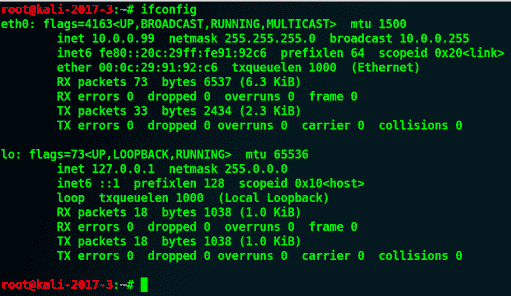 root@kali-2017-3:~# ifconfig
eth0: flags=4163<UP,BROADCAST,RUNNING,MULTICAST>  mtu 1500
        inet 10.0.0.99  netmask 255.255.255.0  broadcast 10.0.0.255
        inet6 fe80::20c:29ff:fe91:92c6  prefixlen 64  scopeid 0x20<link>
        ether 00:0c:29:91:92:c6  txqueuelen 1000  (Ethernet)
        RX packets 73  bytes 6537 (6.3 KiB)
        RX errors 0  dropped 0  overruns 0  frame 0
        TX packets 33  bytes 2434 (2.3 KiB)
        TX errors 0  dropped 0 overruns 0  carrier 0  collisions 0
lo: flags=73<UP,LOOPBACK,RUNNING>  mtu 65536
        inet 127.0.0.1  netmask 255.0.0.0
        inet6 ::1  prefixlen 128  scopeid 0x10<host>
        loop  txqueuelen 1000  (Local Loopback)
        RX packets 18  bytes 1038 (1.0 KiB)
        RX errors 0  dropped 0  overruns 0  frame 0
        TX packets 18  bytes 1038 (1.0 KiB)
        TX errors 0  dropped 0 overruns 0  carrier 0  collisions 0
root@kali-2017-3:~#